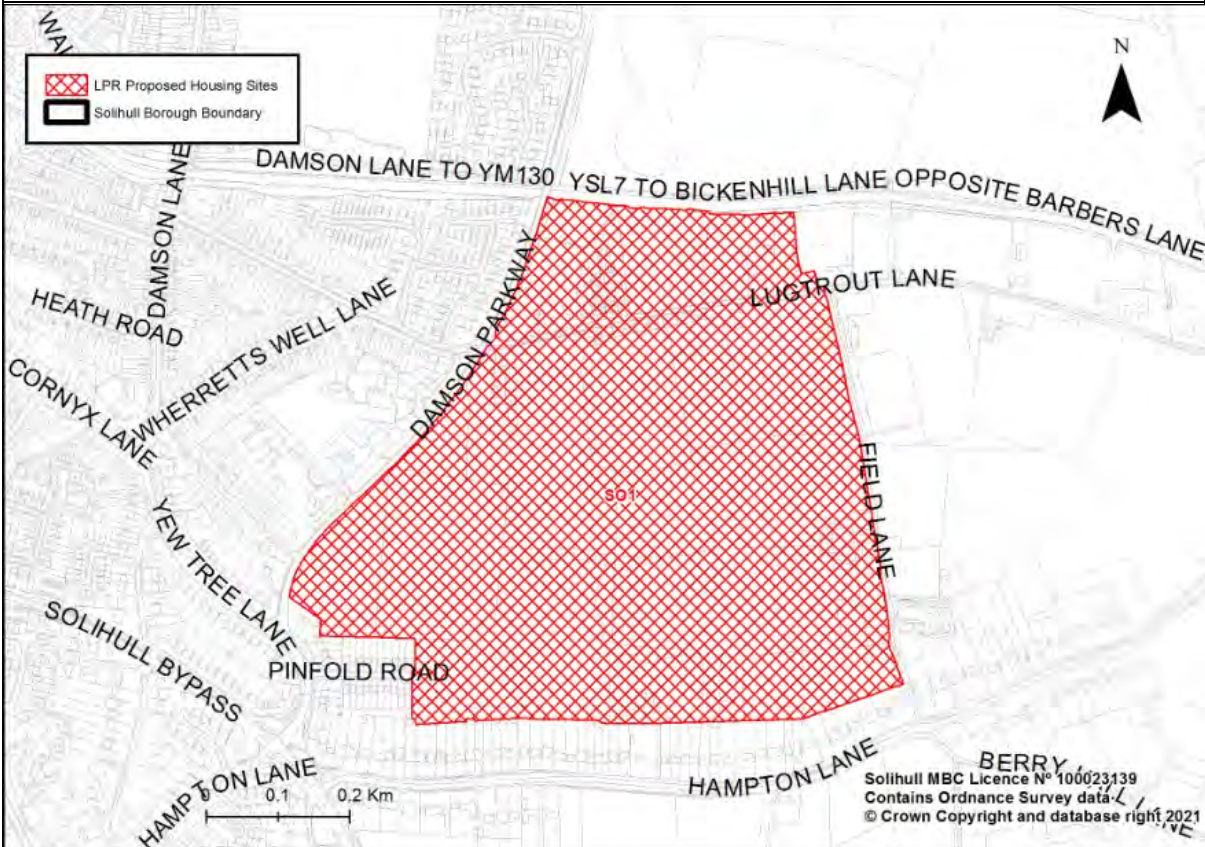 WA
N
LPR Proposed Housing Sites
Solihull Borough Boundary
DAMSON LANE TO YM130
YSL7 TO BICKENHILL LANE OPPOSITE BARBERS LANE
DAMSON LANE
HEATH ROAD
WHERRETTS WELL LANE
DAMSON PARKWAY
LUGTROUT LANE
CORNYX LANE
SO1
FIELD LANE
YEW TREE LANE
SOLIHULL BYPASS
PINFOLD ROAD
HAMPTON LANE
HAMPTON LANE
BERRY HALL LANE
0 0.1 0.2 Km
Solihull MBC Licence Nº 100023139
Contains Ordnance Survey data
© Crown Copyright and database right 2021